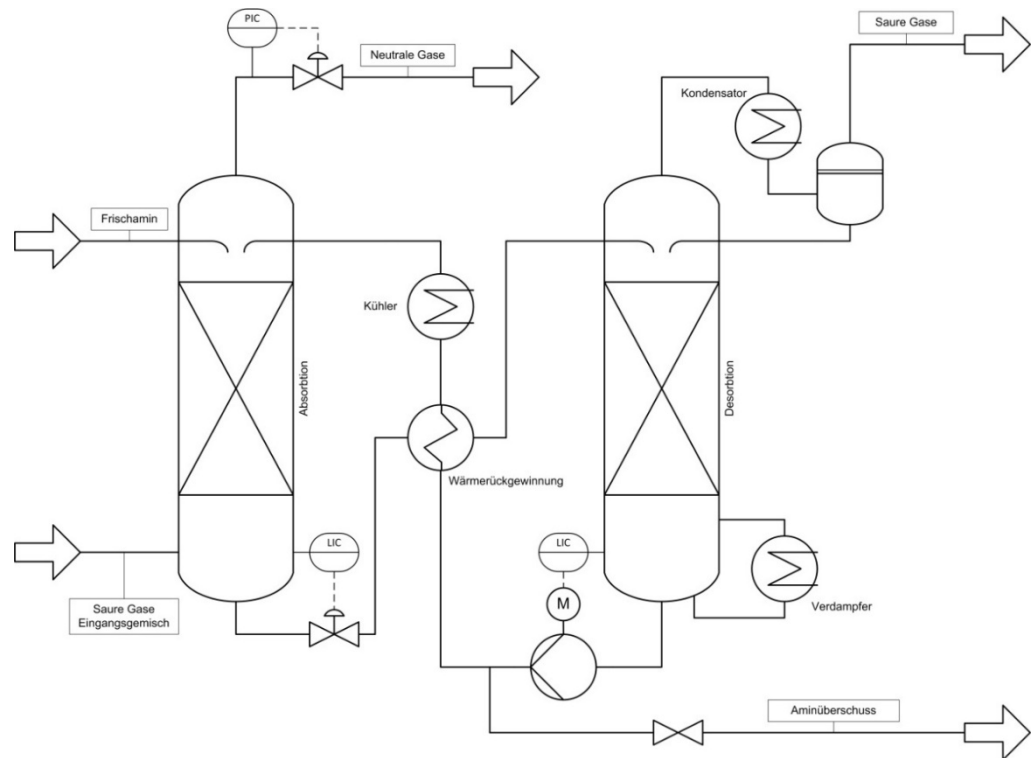 PIC
Neutrale Gase
Saure Gase
Kondensator
Frischamin
Kühler
Absorbtion
Desorbtion
Wärmerückgewinnung
LIC
LIC
M
Saure Gase
Eingangsgemisch
Verdampfer
Aminüberschuss